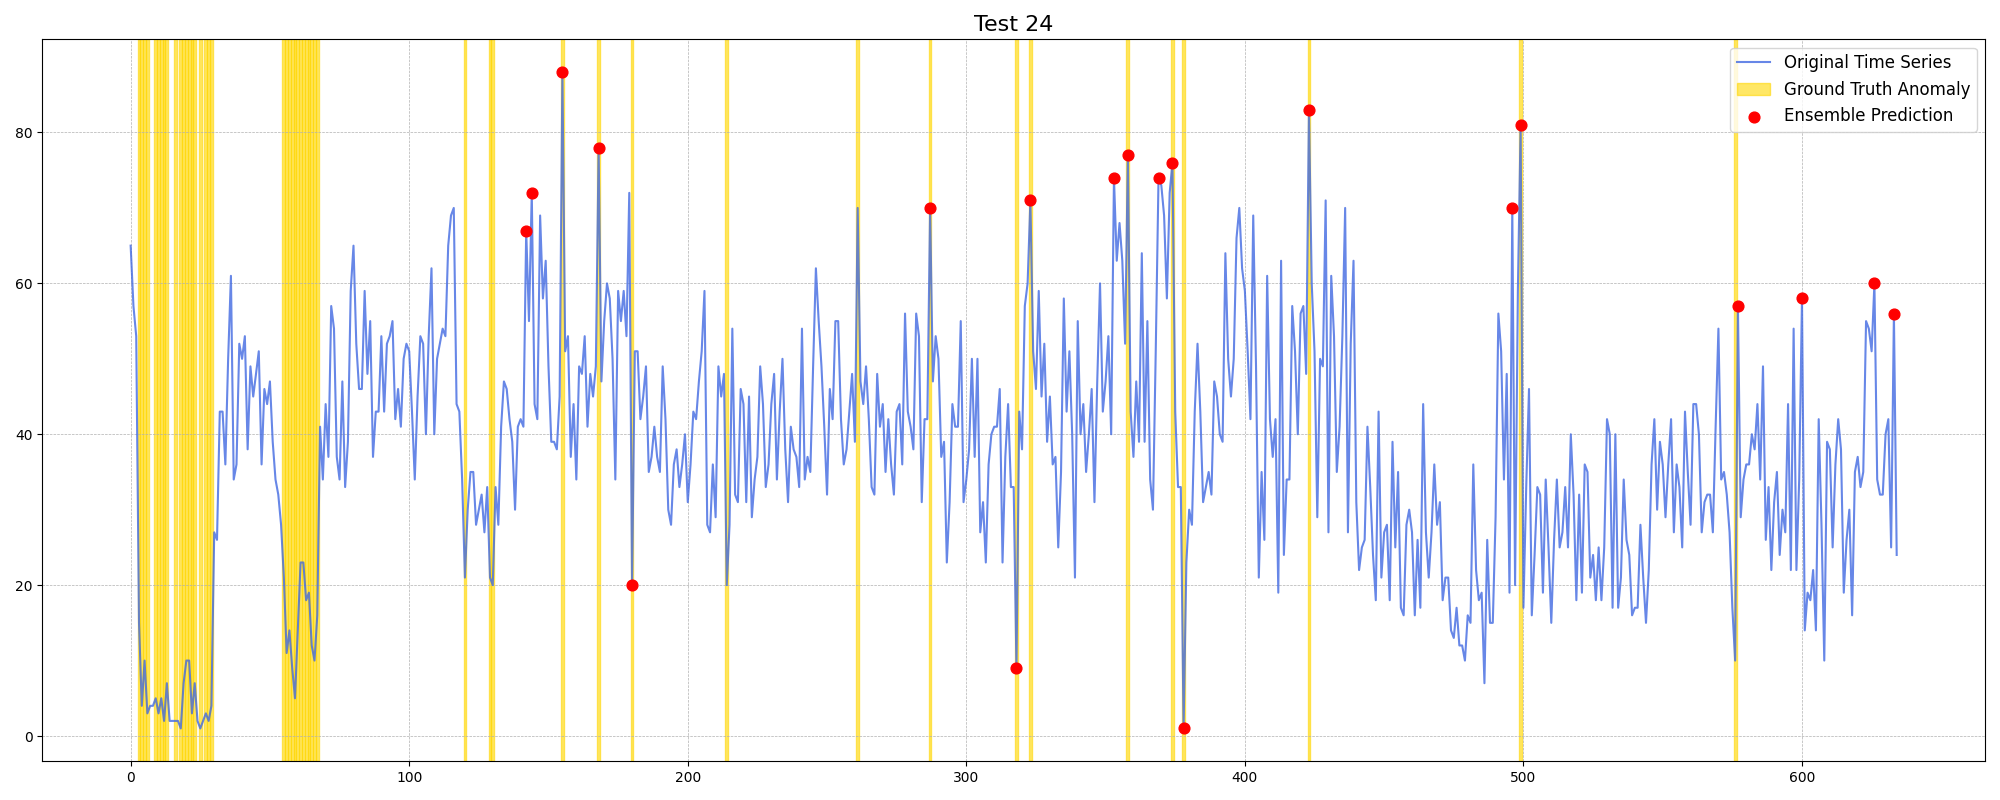 Test 24
Original Time Series
Ground Truth Anomaly
Ensemble Prediction
80
60
40
20
0
0 100 200 300 400 500 600